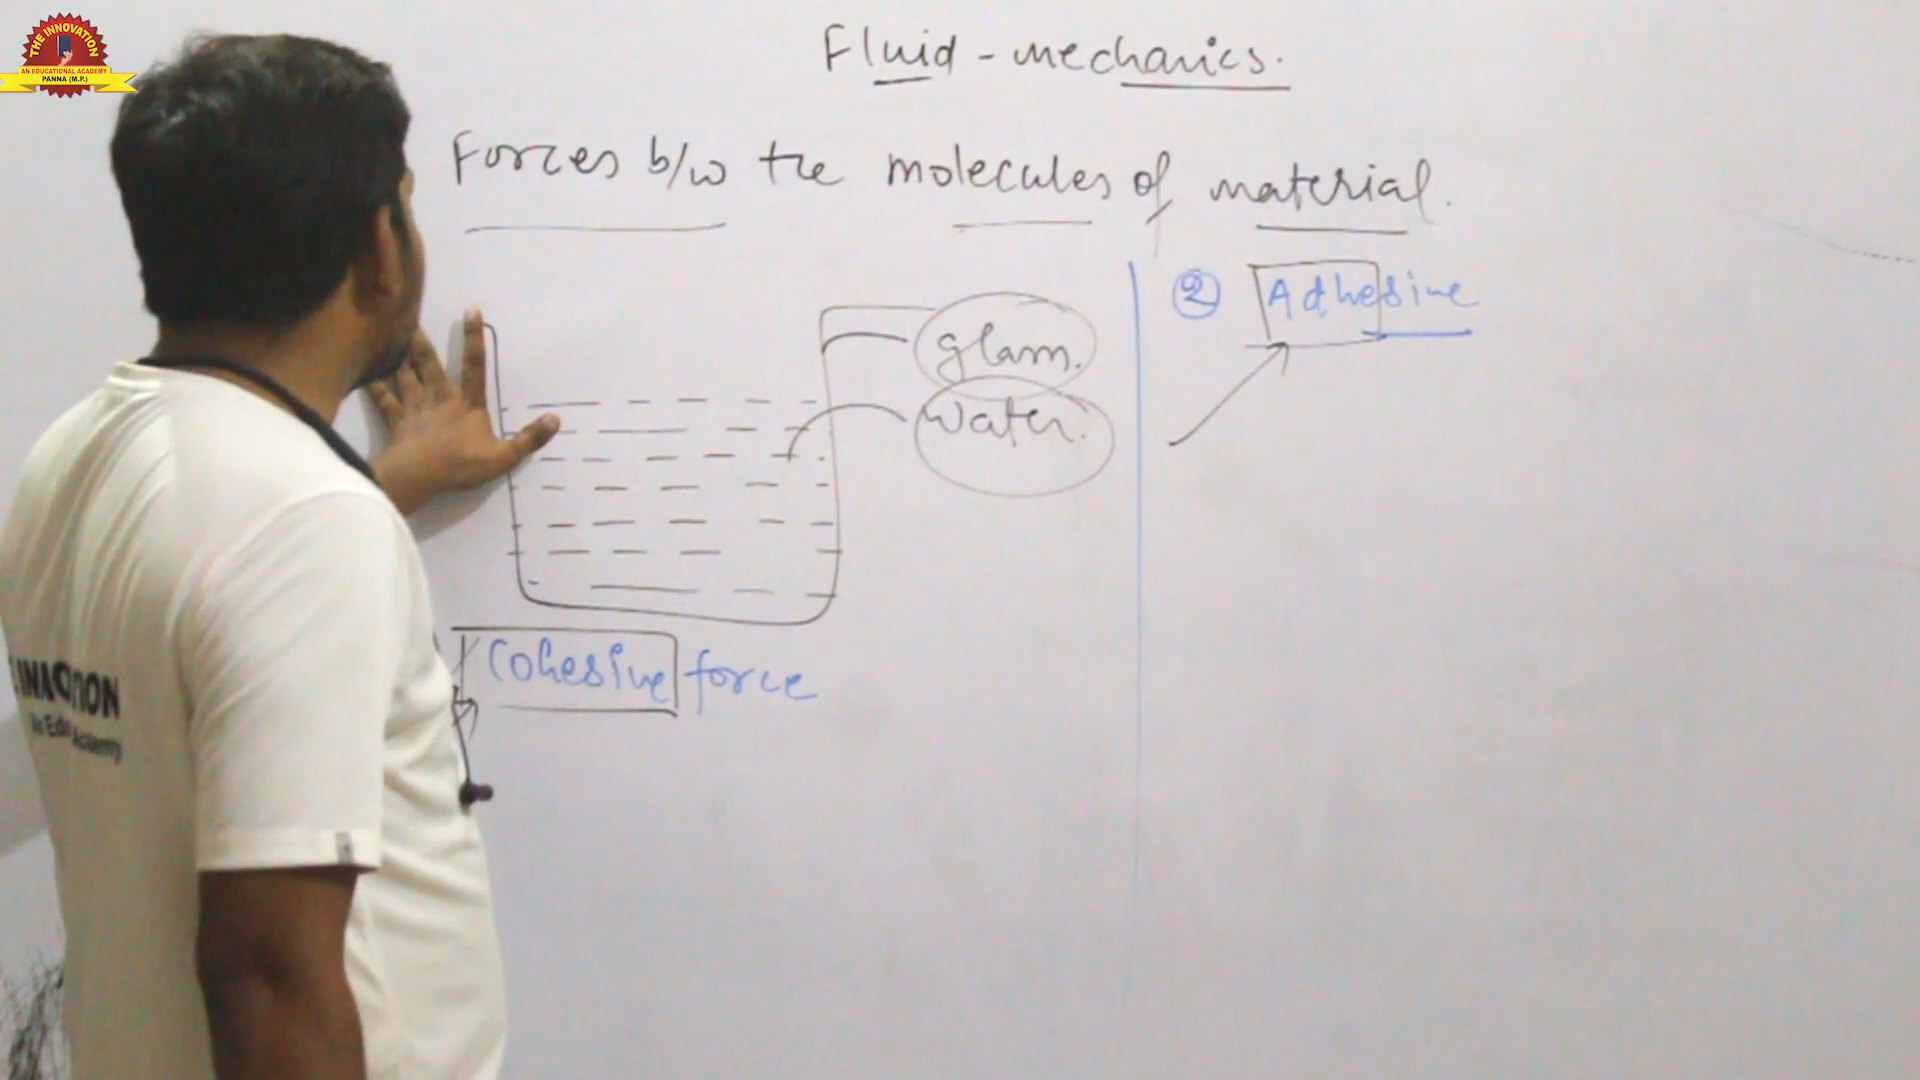 THE INNOVATION
AN EDUCATIONAL ACADEMY
PANNA (M.P.)
Fluid - mechanics.
Forces b/w the molecules of material.
② Adhesive
glass.
water.
Cohesive force
Academy